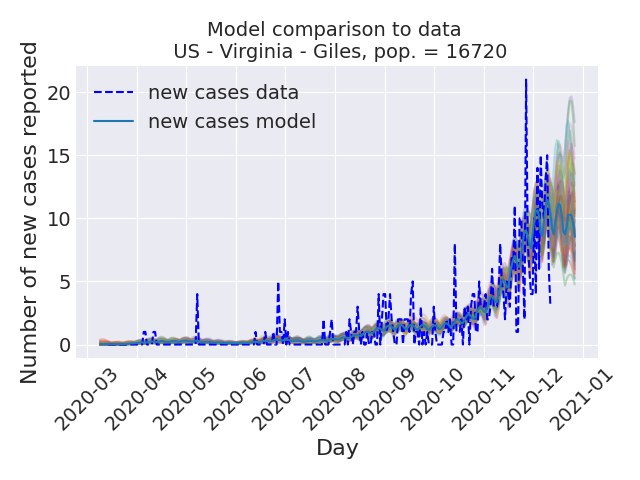 Model comparison to data
US - Virginia - Giles, pop. = 16720
Number of new cases reported
20
15
10
5
0
new cases data
new cases model
2020-03
2020-04
2020-05
2020-06
2020-07
2020-08
2020-09
2020-10
2020-11
2020-12
2021-01
Day